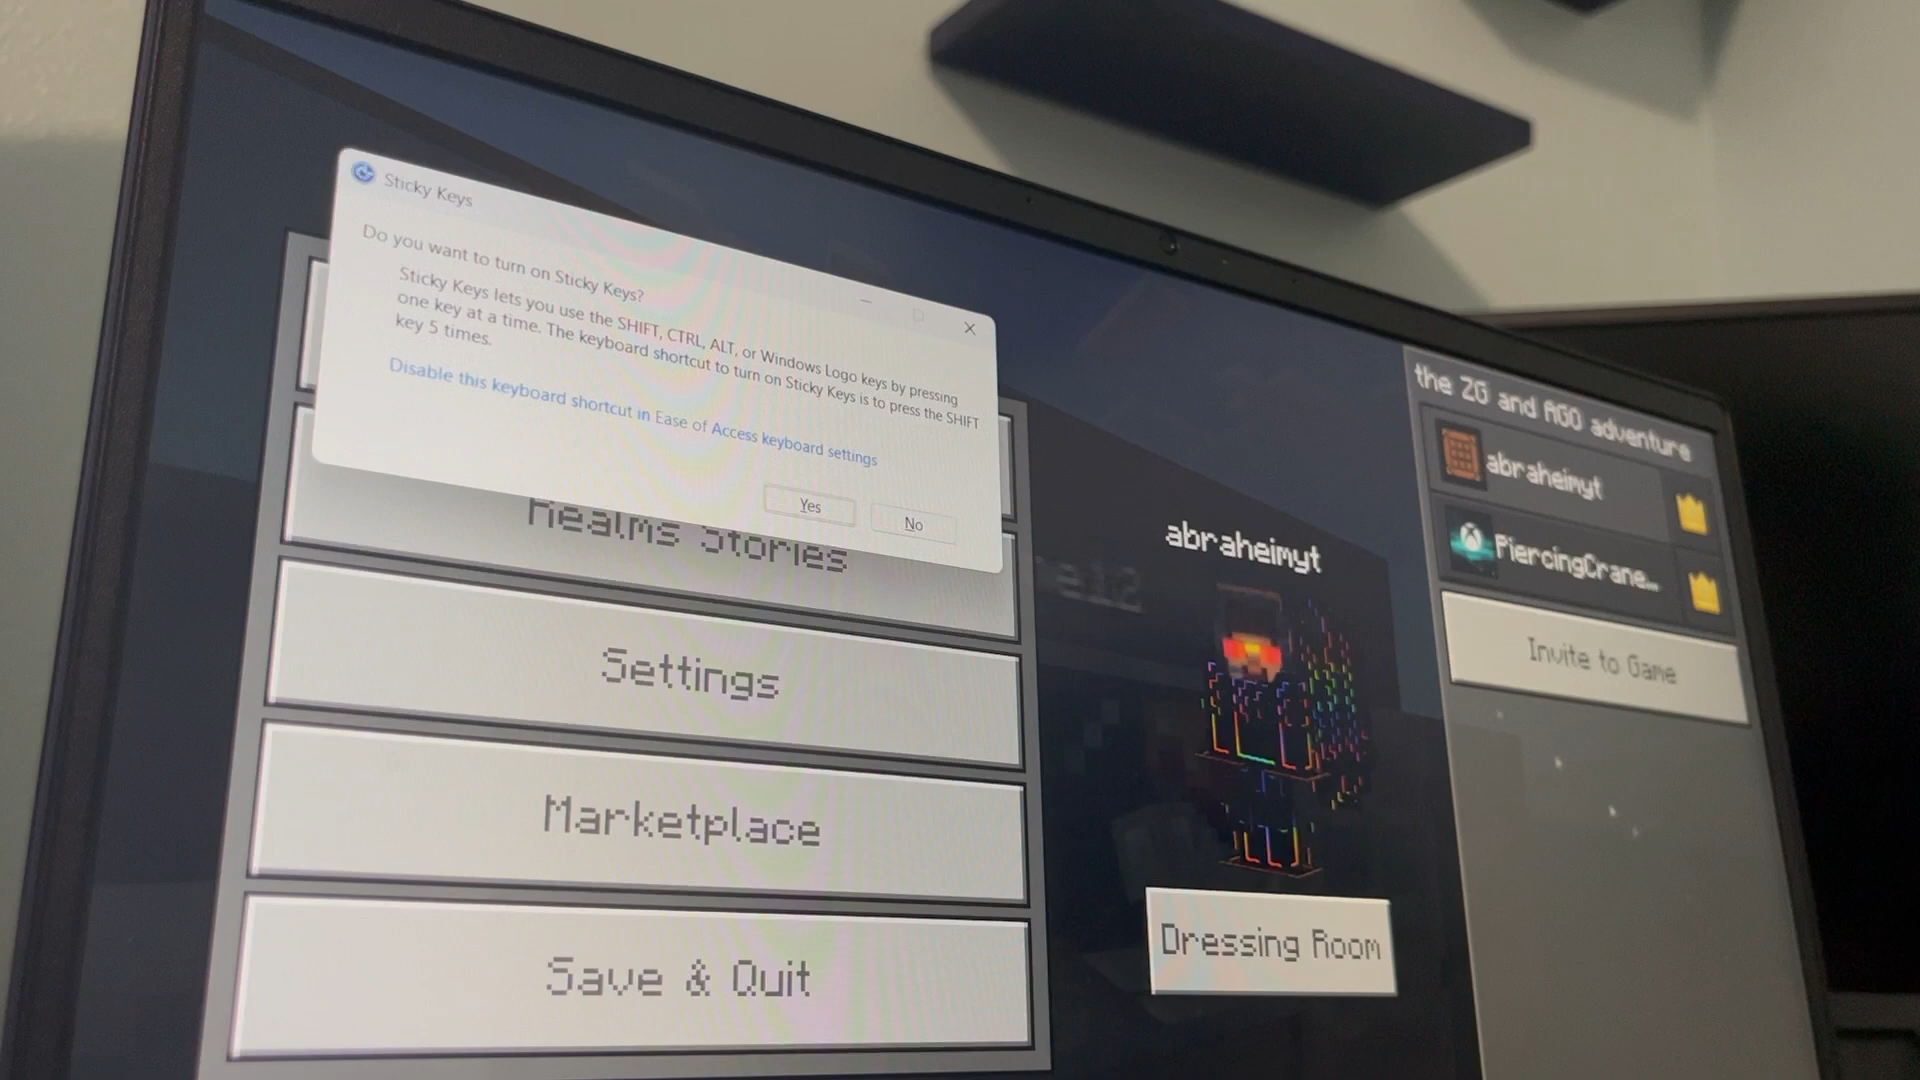 Sticky Keys
Do you want to turn on Sticky Keys?
Sticky Keys lets you use the SHIFT, CTRL, ALT, or Windows Logo keys by pressing
one key at a time. The keyboard shortcut to turn on Sticky Keys is to press the SHIFT
key 5 times.
Disable this keyboard shortcut in Ease of Access keyboard settings
Yes
No
Realms Stories
Settings
Marketplace
Save & Quit
abraheimyt
Dressing Room
the ZG and AGO adventure
abraheimyt
PiercingCrane...
Invite to Game